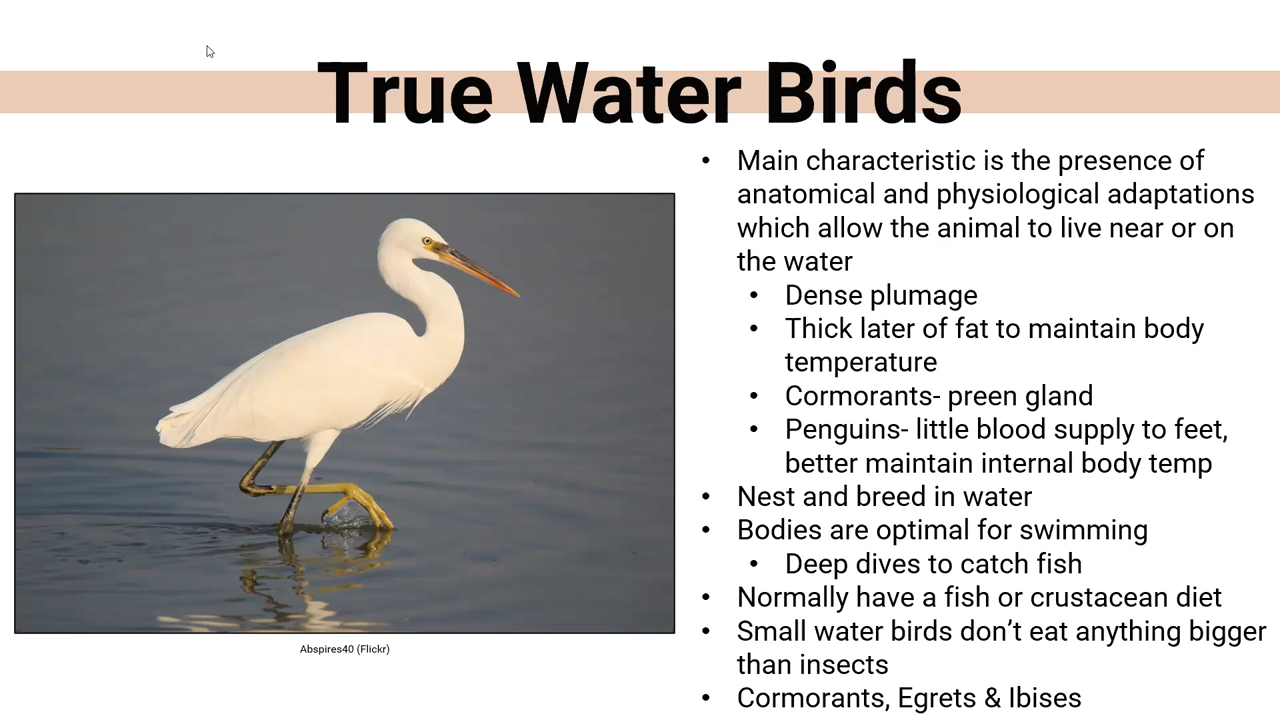 True Water Birds
• Main characteristic is the presence of
anatomical and physiological adaptations
which allow the animal to live near or on
the water
• Dense plumage
• Thick later of fat to maintain body
temperature
• Cormorants- preen gland
• Penguins- little blood supply to feet,
better maintain internal body temp
• Nest and breed in water
• Bodies are optimal for swimming
• Deep dives to catch fish
• Normally have a fish or crustacean diet
• Small water birds don’t eat anything bigger
than insects
• Cormorants, Egrets & Ibises
Abspires40 (Flickr)